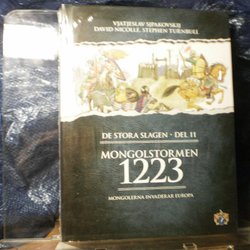 VJATJESLAV SJPAKOVSKIJ
DAVID NICOLLE, STEPHEN TURNBULL
DE STORA SLAGEN · DEL 11
MONGOLSTORMEN
1223
MONGOLERNA INVADERAR EUROPA